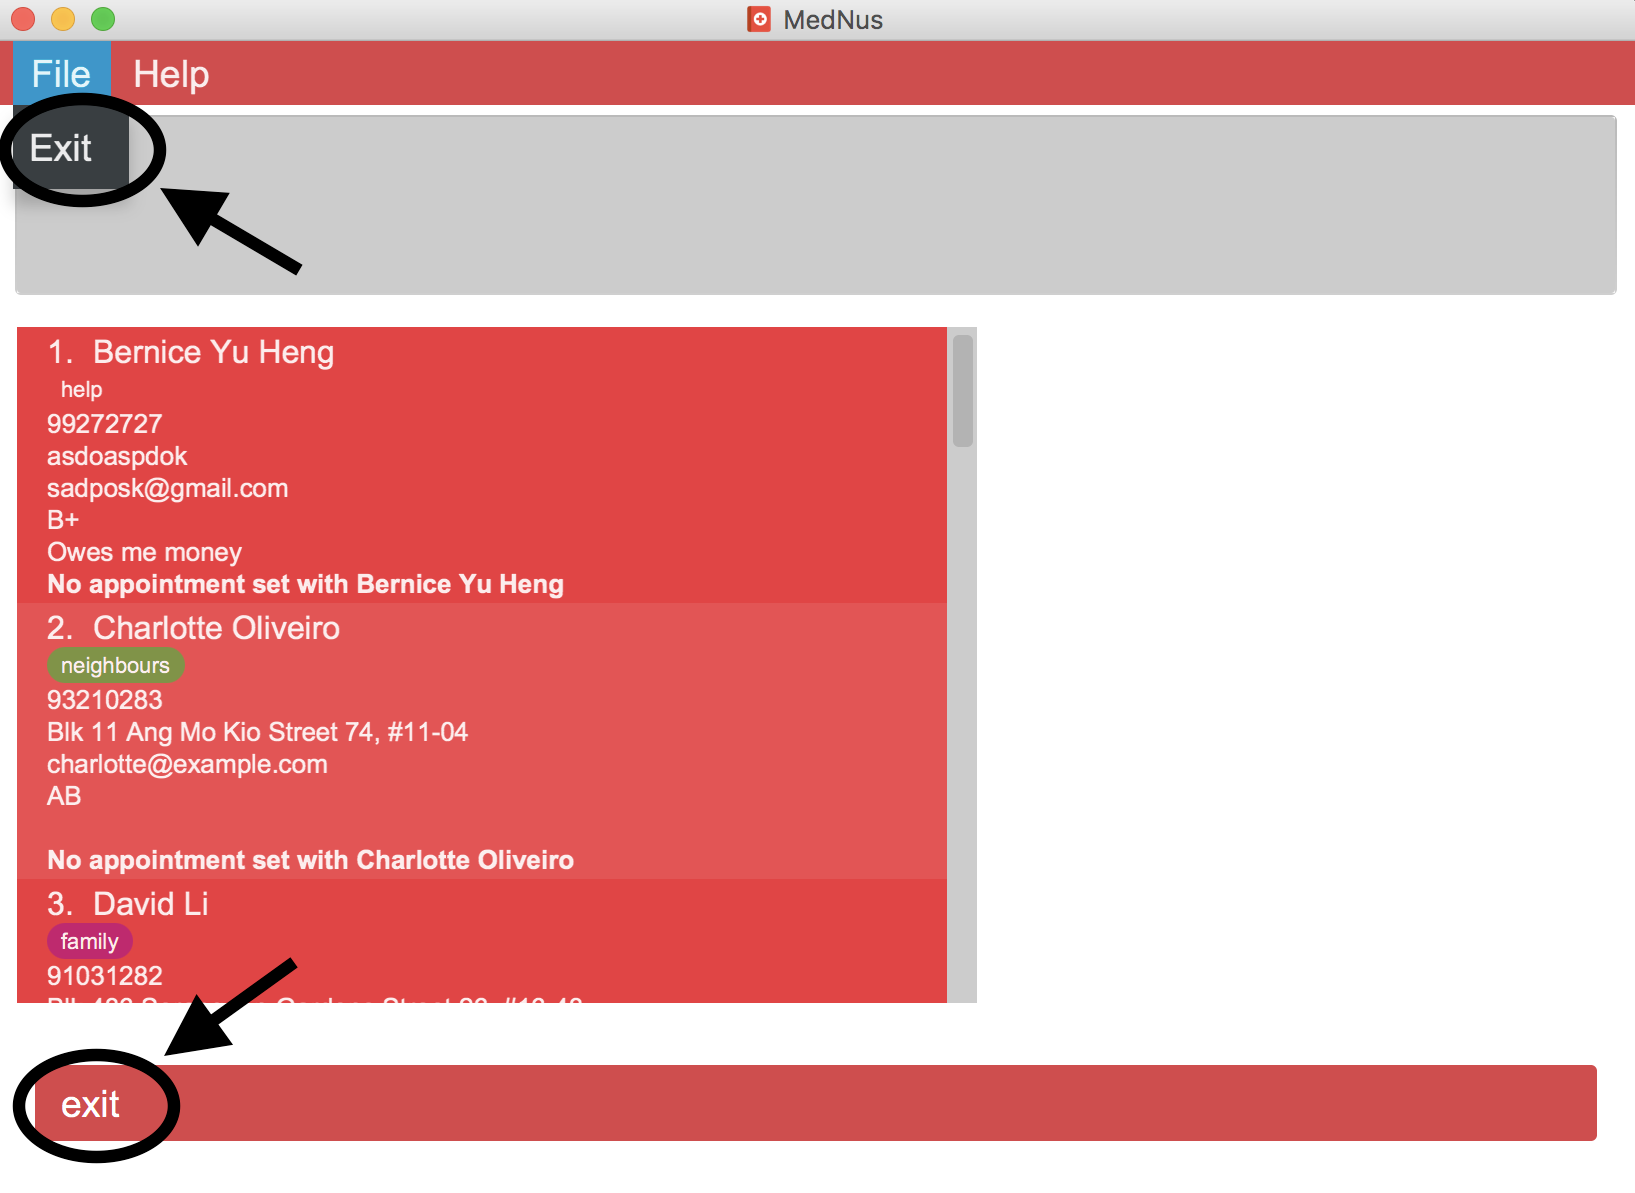 MedNus
File Help
Exit
1. Bernice Yu Heng
help
99272727
asdoaspdok
sadposk@gmail.com
B+
Owes me money
No appointment set with Bernice Yu Heng
2. Charlotte Oliveiro
neighbours
93210283
Blk 11 Ang Mo Kio Street 74, #11-04
charlotte@example.com
AB
No appointment set with Charlotte Oliveiro
3. David Li
family
91031282
exit